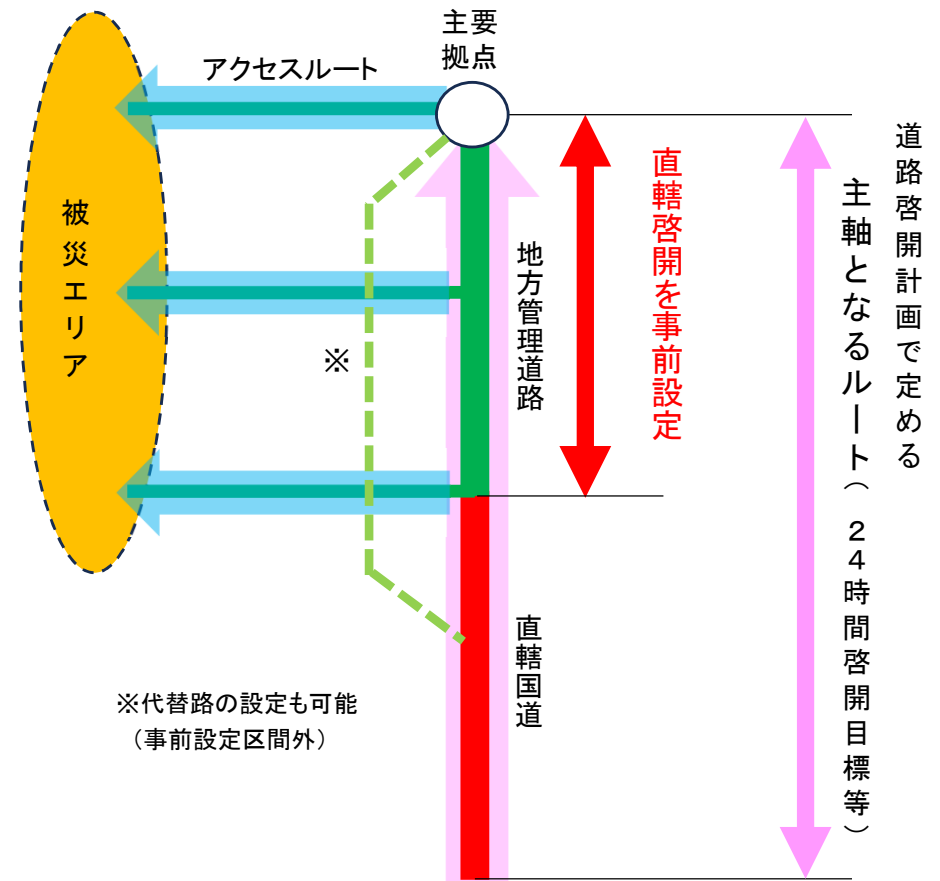 主要
拠点
アクセスルート
被災エリア
※
地方管理道路
直轄啓開を事前設定
道路啓開計画で定める
主軸となるルート（２４時間啓開目標等）
直轄国道
※代替路の設定も可能
（事前設定区間外）